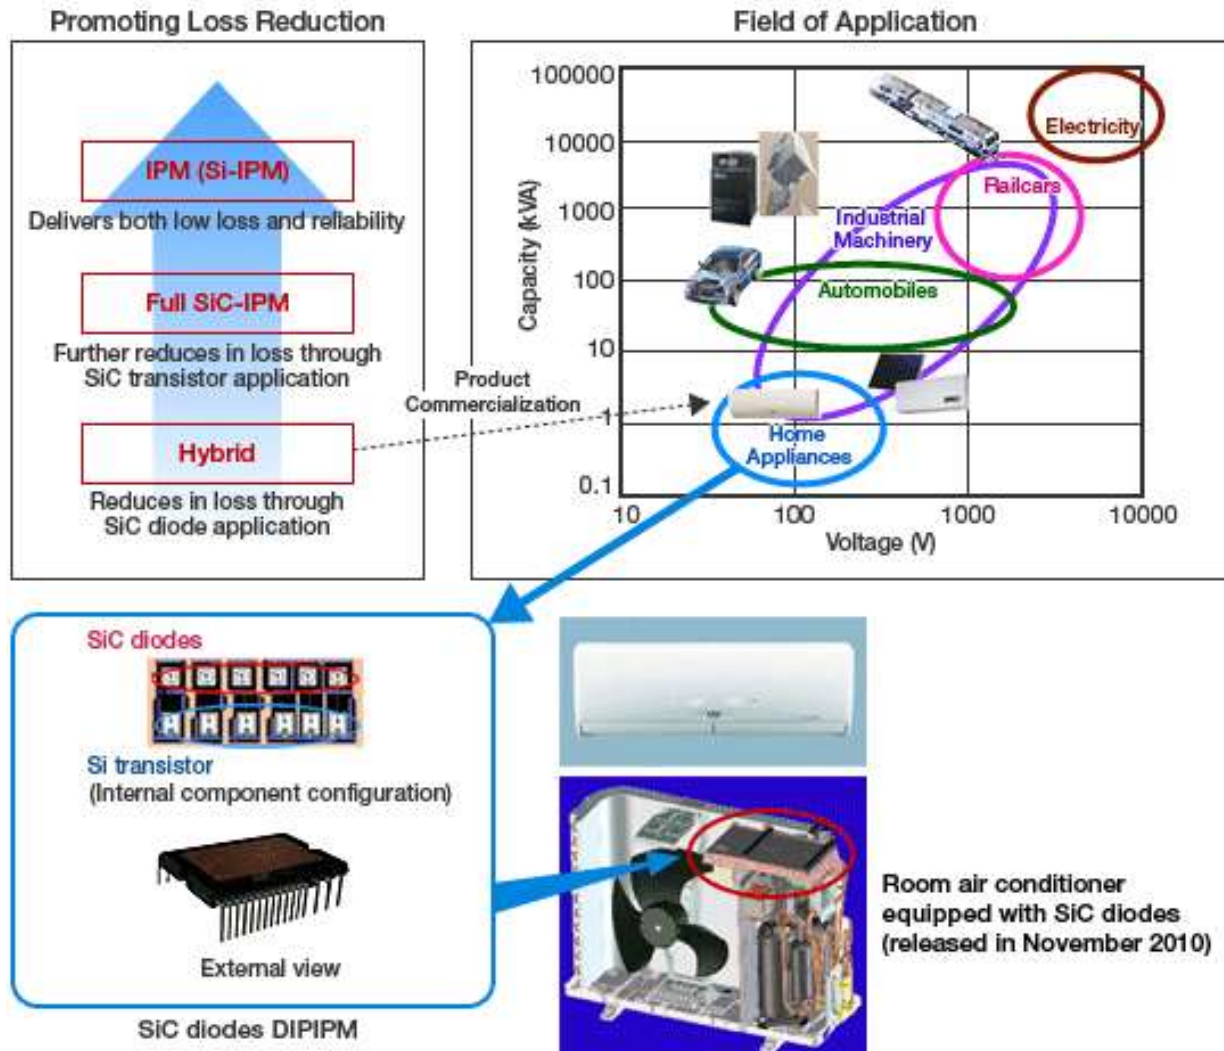 Promoting Loss Reduction
IPM (Si-IPM)
Delivers both low loss and reliability
Full SiC-IPM
Further reduces in loss through
SiC transistor application
Hybrid
Reduces in loss through
SiC diode application
Product
Commercialization
Field of Application
Capacity (kVA)
100000
10000
1000
100
10
1
0.1
10
100
1000
10000
Voltage (V)
Electricity
Railcars
Industrial
Machinery
Automobiles
Home
Appliances
SiC diodes
Si transistor
(Internal component configuration)
External view
SiC diodes DIPIPM
Room air conditioner
equipped with SiC diodes
(released in November 2010)